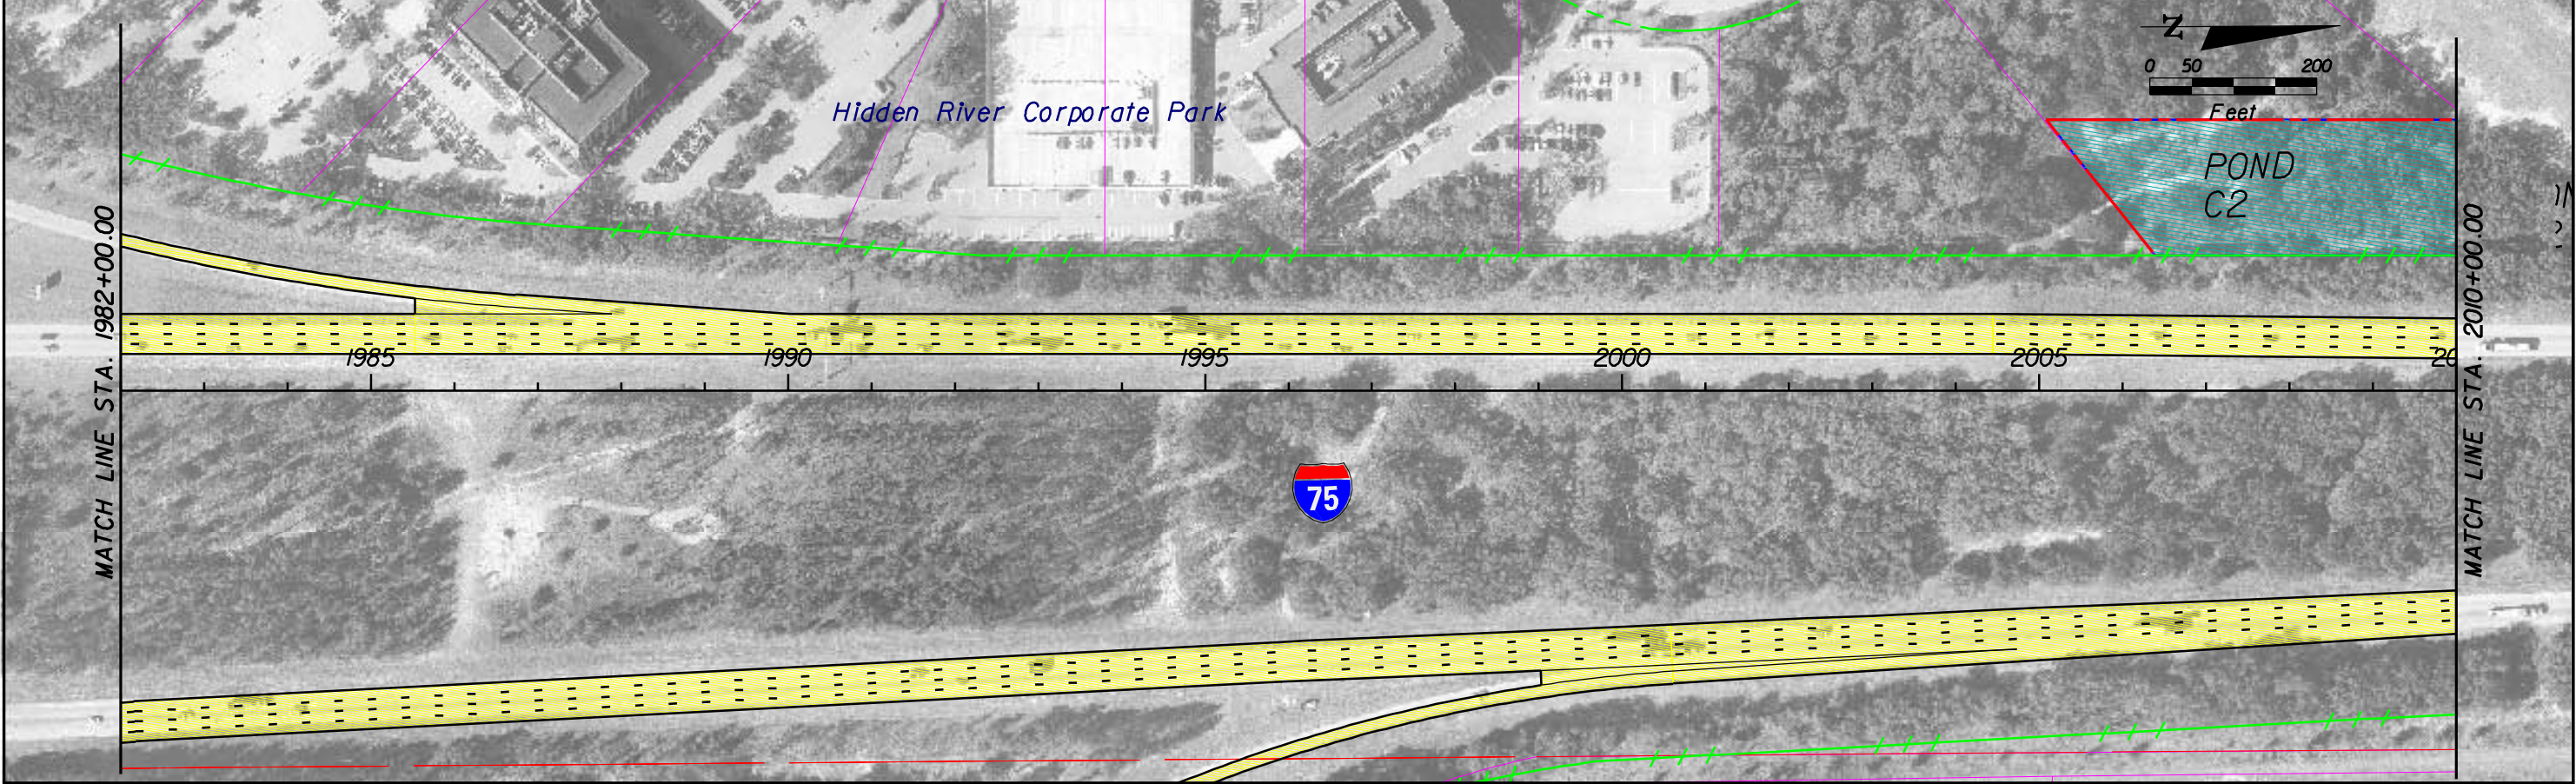 N
0 50 200
Feet
Hidden River Corporate Park
POND
C2
MATCH LINE STA. 1982+00.00
MATCH LINE STA. 2010+00.00
1985 1990 1995 2000 2005 20
75